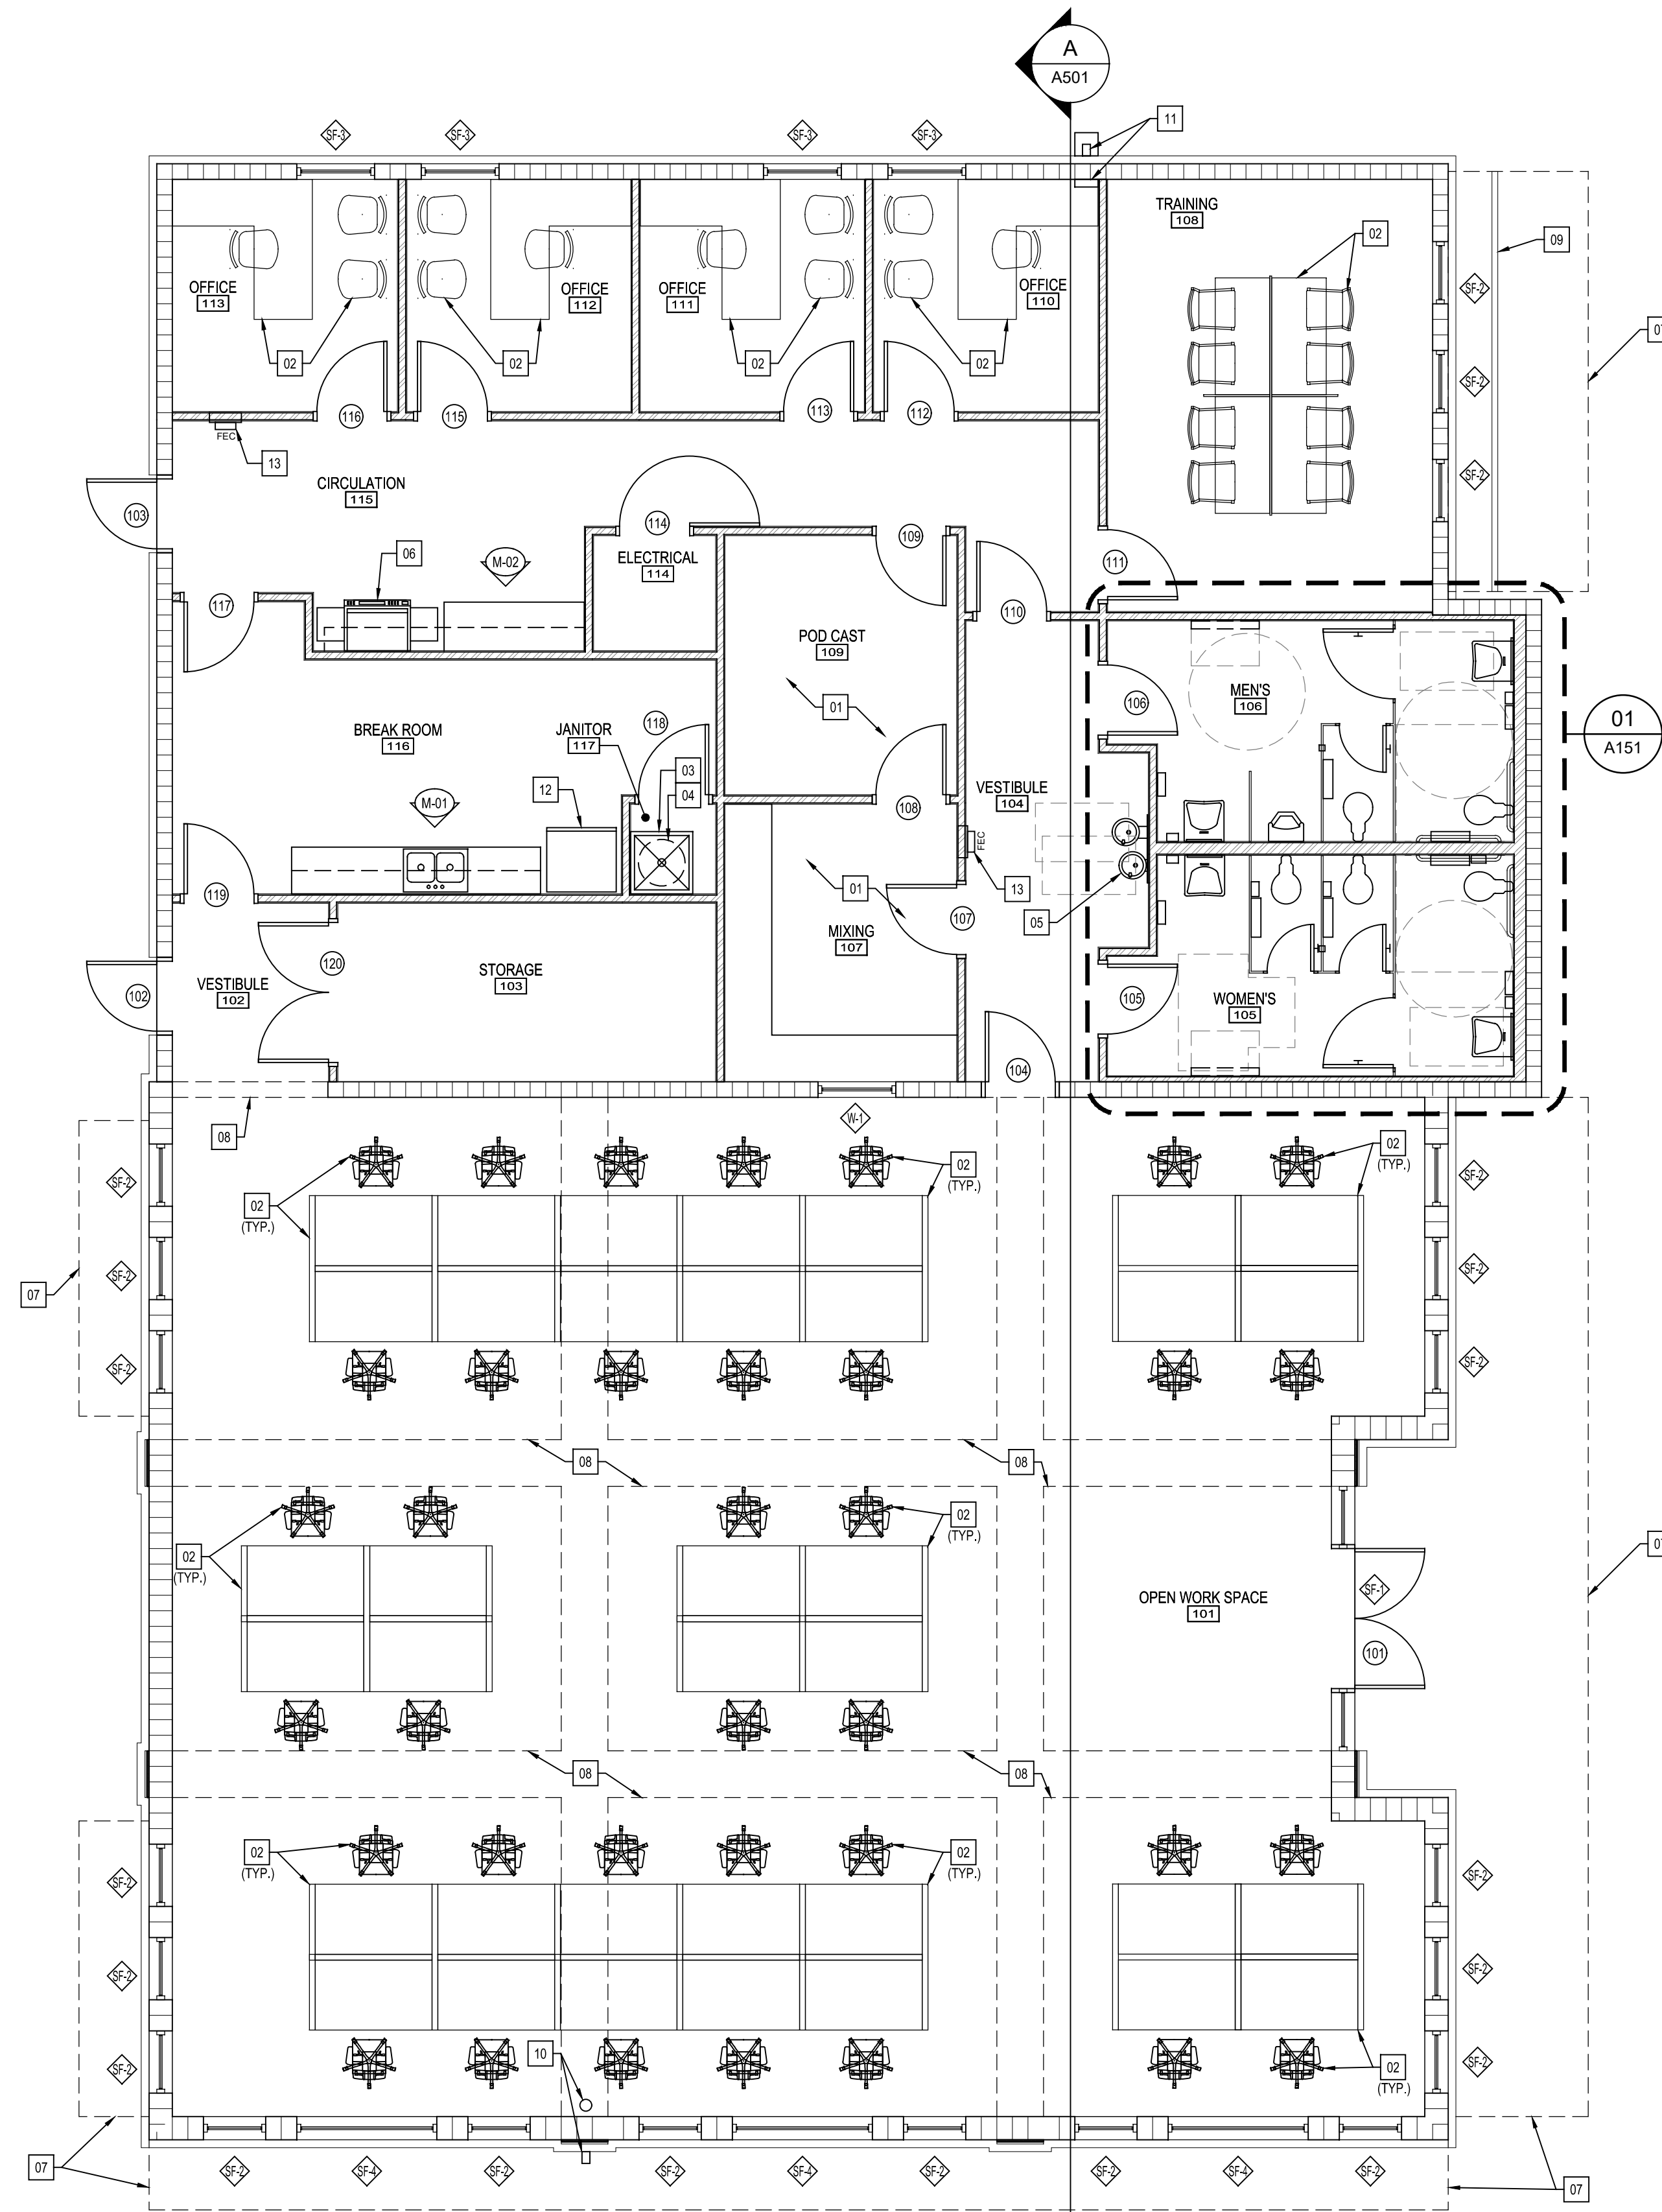 A
A501
11
SF-3
SF-3
SF-3
SF-3
TRAINING
108
02
09
SF-2
OFFICE
113
OFFICE
112
OFFICE
111
OFFICE
110
02
02
02
02
SF-2
116
115
113
112
FEC
13
SF-2
CIRCULATION
115
103
114
109
06
M-02
ELECTRICAL
114
111
117
110
POD CAST
109
MEN'S
106
106
01
01
A151
BREAK ROOM
116
JANITOR
117
118
03
04
12
M-01
VESTIBULE
104
108
FEC
13
01
119
05
107
MIXING
107
120
STORAGE
103
VESTIBULE
102
102
105
WOMEN'S
105
104
08
W-1
02
(TYP.)
02
(TYP.)
02
(TYP.)
SF-2
SF-2
SF-2
SF-2
07
SF-2
SF-2
08
08
02
(TYP.)
02
(TYP.)
OPEN WORK SPACE
101
SF-1
101
08
08
02
(TYP.)
02
(TYP.)
SF-2
SF-2
SF-2
SF-2
10
SF-2
SF-2
02
(TYP.)
07
SF-2
SF-4
SF-2
SF-2
SF-4
SF-2
SF-2
SF-4
SF-2
07